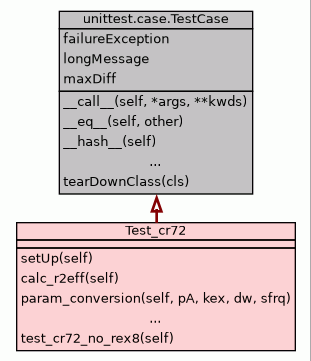 unittest.case.TestCase
failureException
longMessage
maxDiff
__call__(self, *args, **kwds)
__eq__(self, other)
__hash__(self)
...
tearDownClass(cls)
Test_cr72
setUp(self)
calc_r2eff(self)
param_conversion(self, pA, kex, dw, sfrq)
...
test_cr72_no_rex8(self)